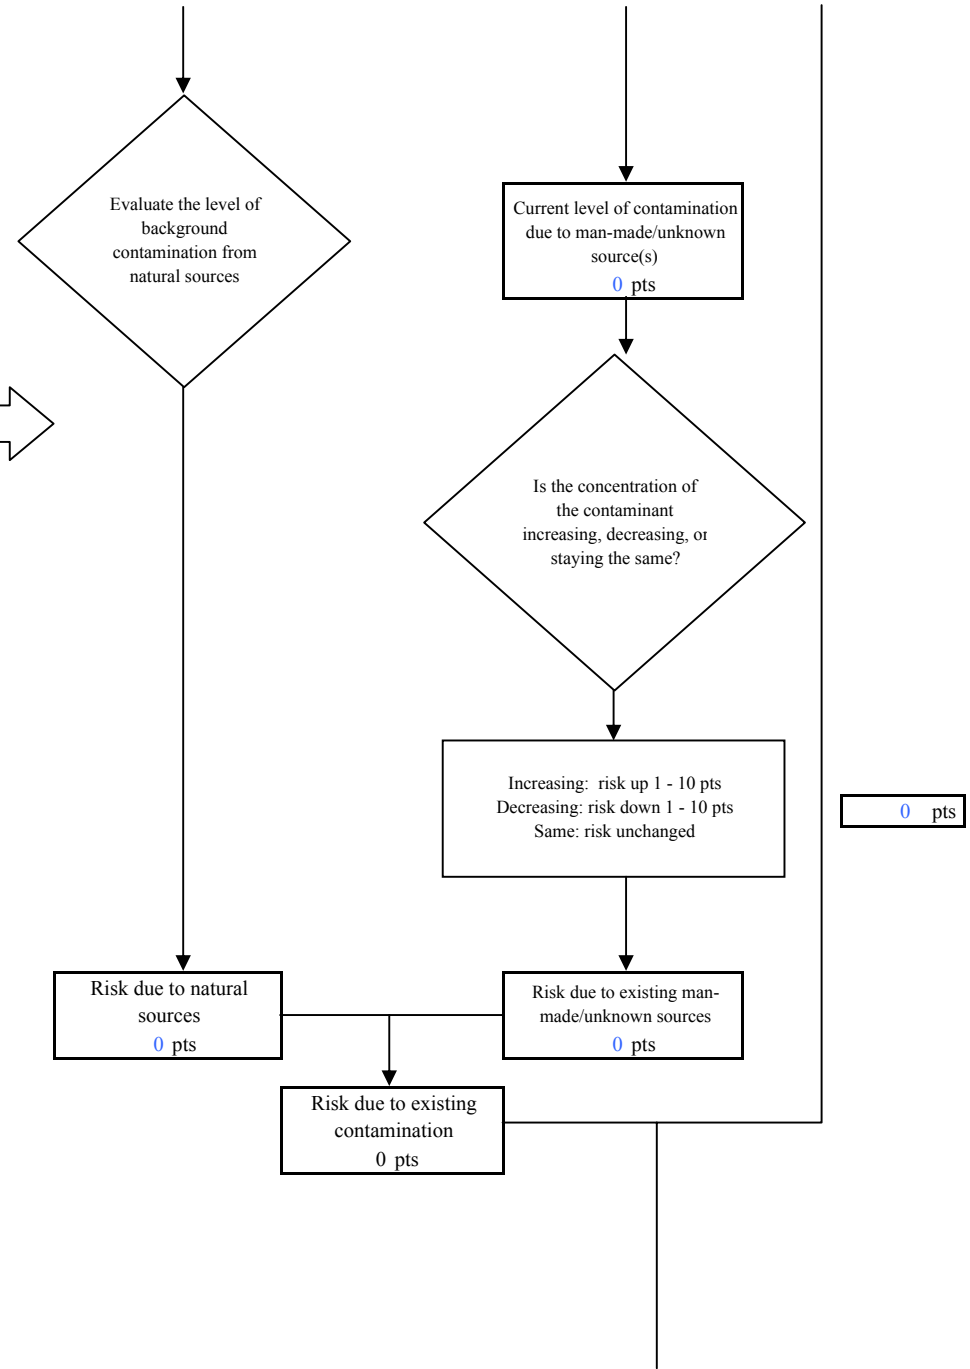 Evaluate the level of
background
contamination from
natural sources
Current level of contamination
due to man-made/unknown
source(s)
0 pts
Is the concentration of
the contaminant
increasing, decreasing, or
staying the same?
Increasing: risk up 1 - 10 pts
Decreasing: risk down 1 - 10 pts
Same: risk unchanged
0 pts
Risk due to natural
sources
0 pts
Risk due to existing man-
made/unknown sources
0 pts
Risk due to existing
contamination
0 pts